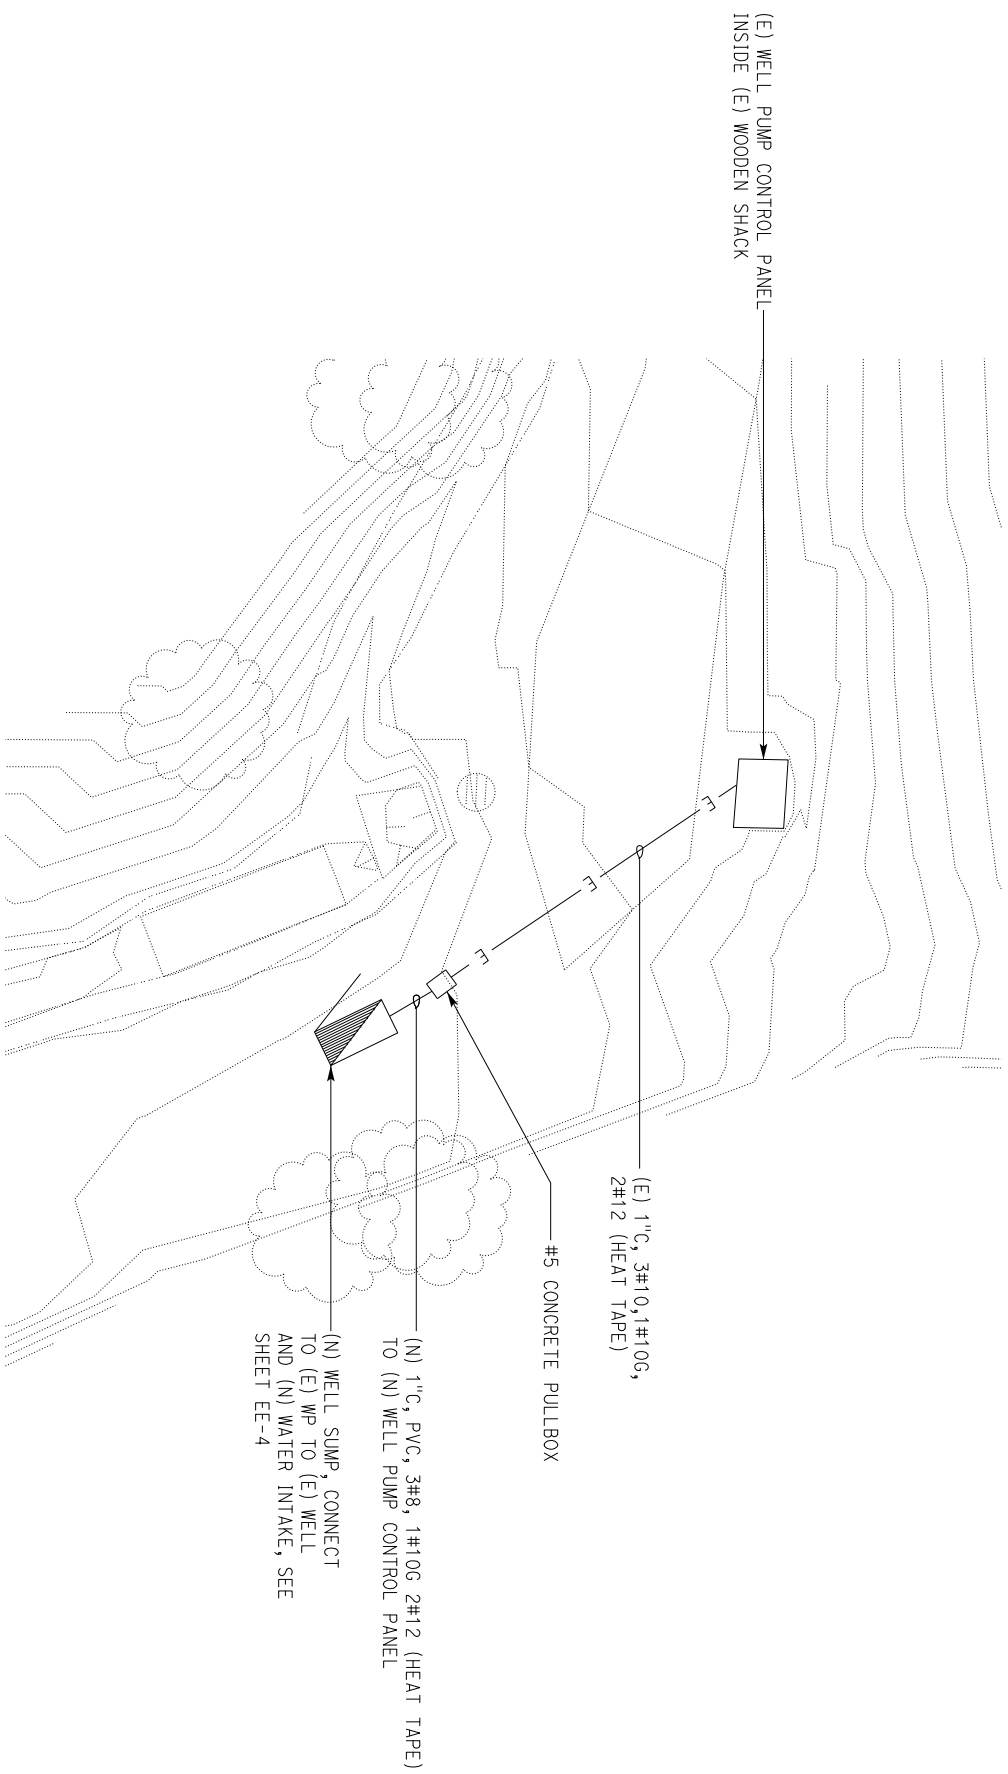 (E) WELL PUMP CONTROL PANEL
INSIDE (E) WOODEN SHACK
(E) 1"C, 3#10,1#10G,
2#12 (HEAT TAPE)
#5 CONCRETE PULLBOX
(N) 1"C, PVC, 3#8, 1#10G 2#12 (HEAT TAPE)
TO (N) WELL PUMP CONTROL PANEL
(N) WELL SUMP, CONNECT
TO (E) WP TO (E) WELL
AND (N) WATER INTAKE, SEE
SHEET EE-4
E
E
E